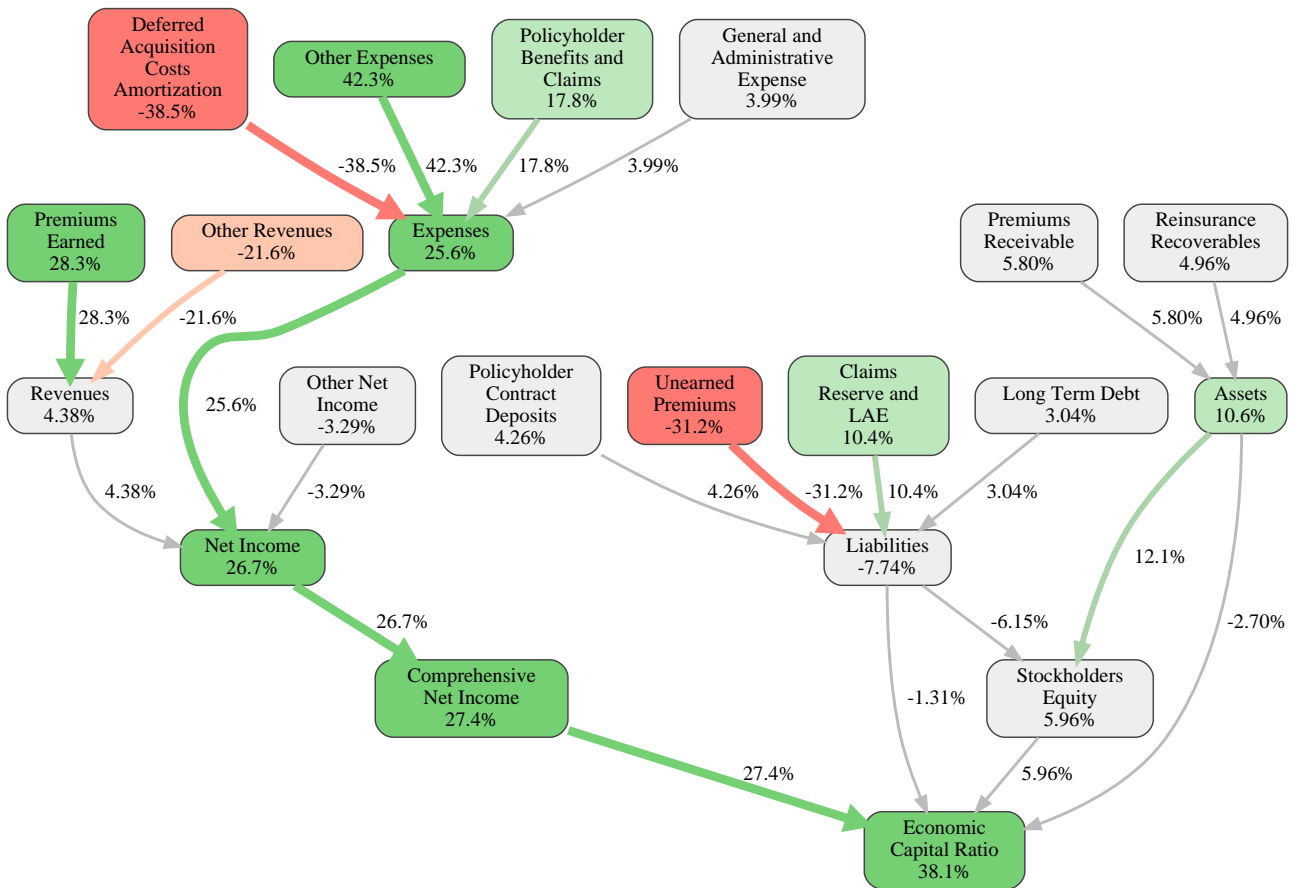 Deferred
Acquisition
Costs
Amortization
-38.5%
Other Expenses
42.3%
Policyholder
Benefits and
Claims
17.8%
General and
Administrative
Expense
3.99%
-38.5%
42.3%
17.8%
3.99%
Premiums
Earned
28.3%
Other Revenues
-21.6%
Expenses
25.6%
Premiums
Receivable
5.80%
Reinsurance
Recoverables
4.96%
28.3%
-21.6%
5.80%
4.96%
Revenues
4.38%
25.6%
Other Net
Income
-3.29%
Policyholder
Contract
Deposits
4.26%
Unearned
Premiums
-31.2%
Claims
Reserve and
LAE
10.4%
Long Term Debt
3.04%
Assets
10.6%
4.38%
-3.29%
4.26%
-31.2%
10.4%
3.04%
Net Income
26.7%
Liabilities
-7.74%
12.1%
26.7%
-6.15%
-2.70%
Comprehensive
Net Income
27.4%
-1.31%
Stockholders
Equity
5.96%
27.4%
5.96%
Economic
Capital Ratio
38.1%